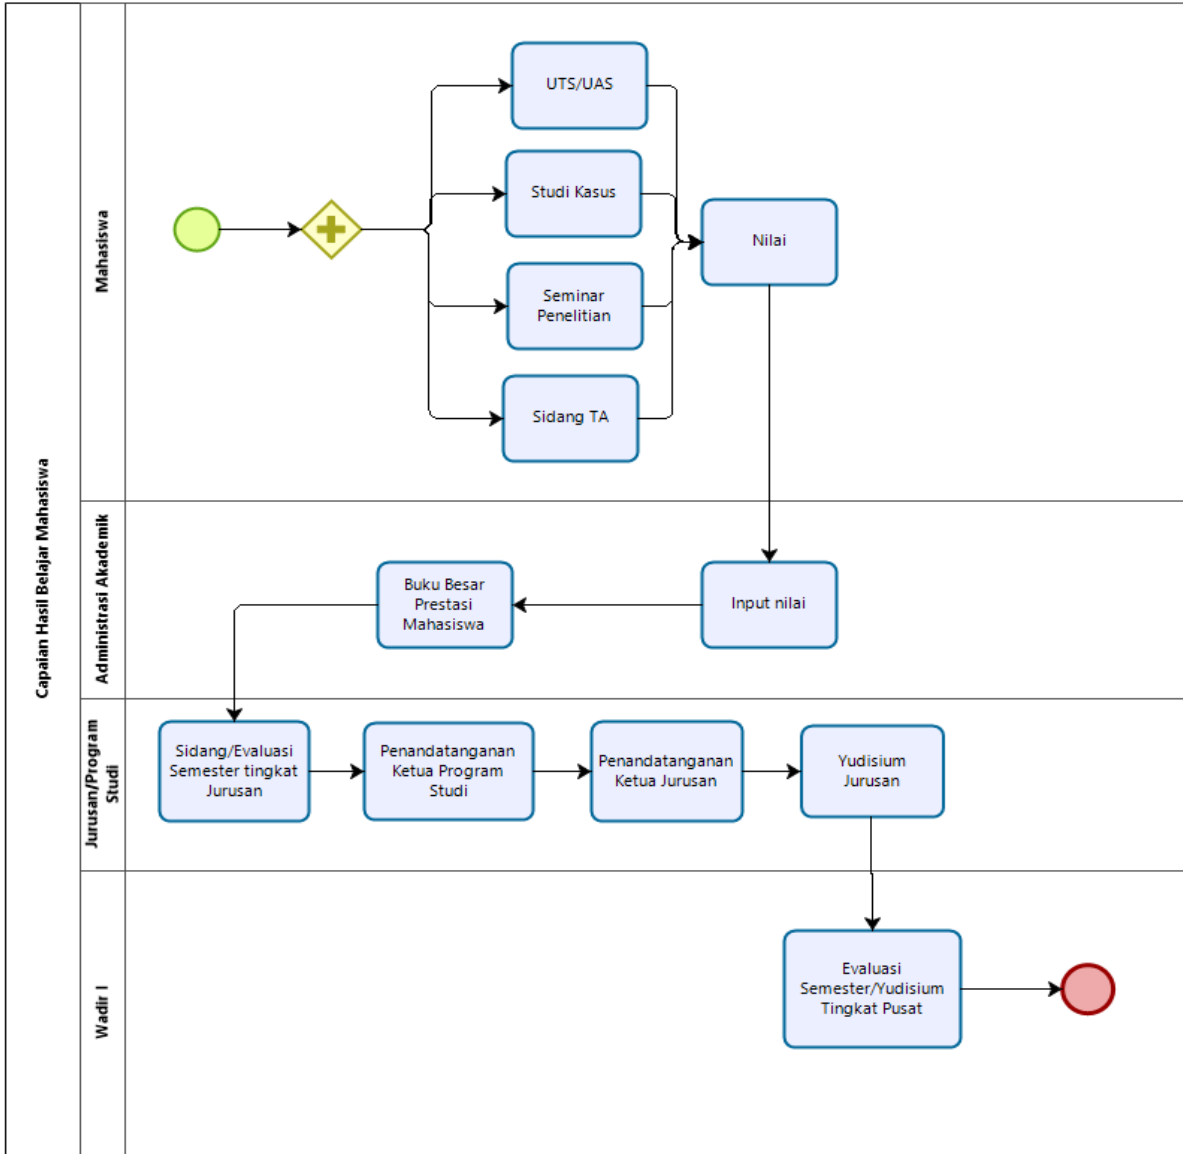 Capaian Hasil Belajar Mahasiswa
Mahasiswa
UTS/UAS
Studi Kasus
Seminar
Penelitian
Sidang TA
Nilai
Administrasi Akademik
Buku Besar
Prestasi
Mahasiswa
Input nilai
Jurusan/Program
Studi
Sidang/Evaluasi
Semester tingkat
Jurusan
Penandatanganan
Ketua Program
Studi
Penandatanganan
Ketua Jurusan
Yudisium
Jurusan
Wadir I
Evaluasi
Semester/Yudisium
Tingkat Pusat